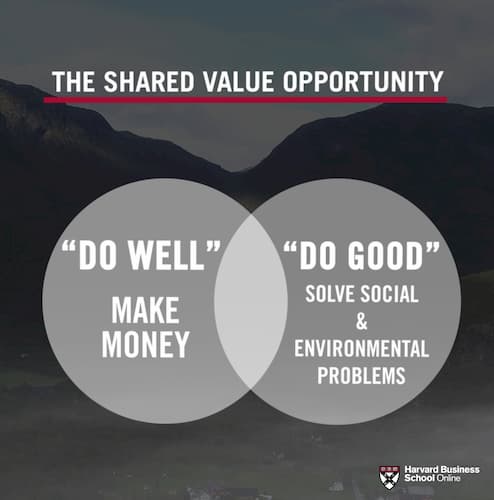 THE SHARED VALUE OPPORTUNITY
“DO WELL”
MAKE
MONEY
“DO GOOD”
SOLVE SOCIAL
&
ENVIRONMENTAL
PROBLEMS
Harvard Business
School Online